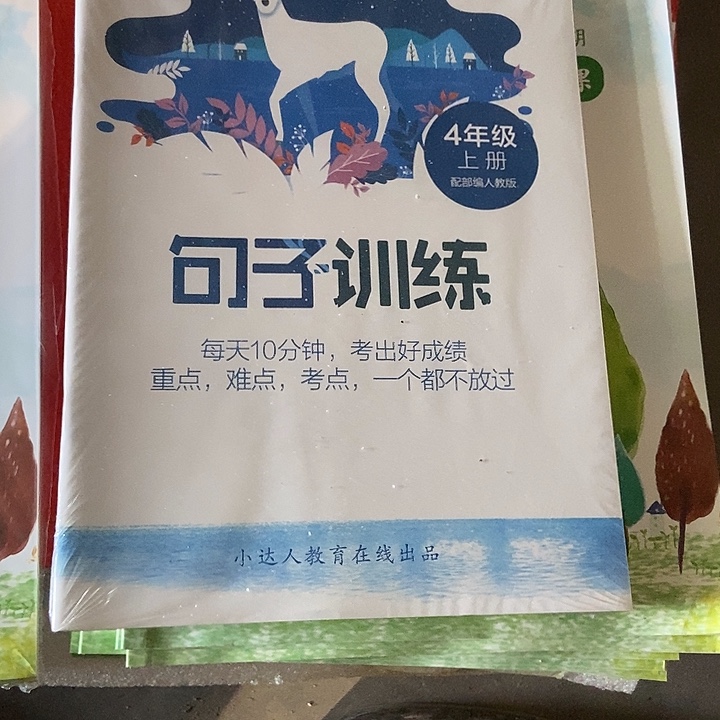 4年级
上册
配部编人教版
句子训练
每天10分钟，考出好成绩
重点，难点，考点，一个都不放过
小达人教育在线出品